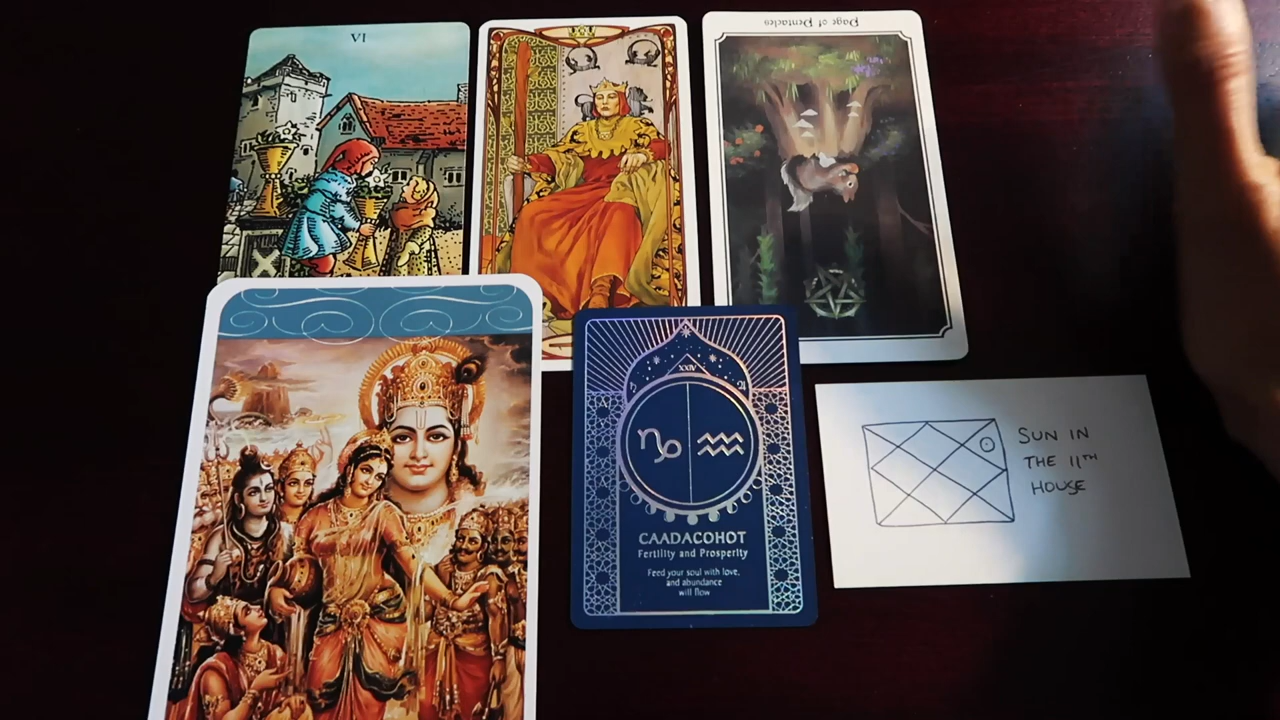 VI
Page of Pentacles
XXIV
CAADACOHOT
Fertility and Prosperity
Feed your soul with love,
and abundance
will flow
SUN IN
THE 11TH
HOUSE